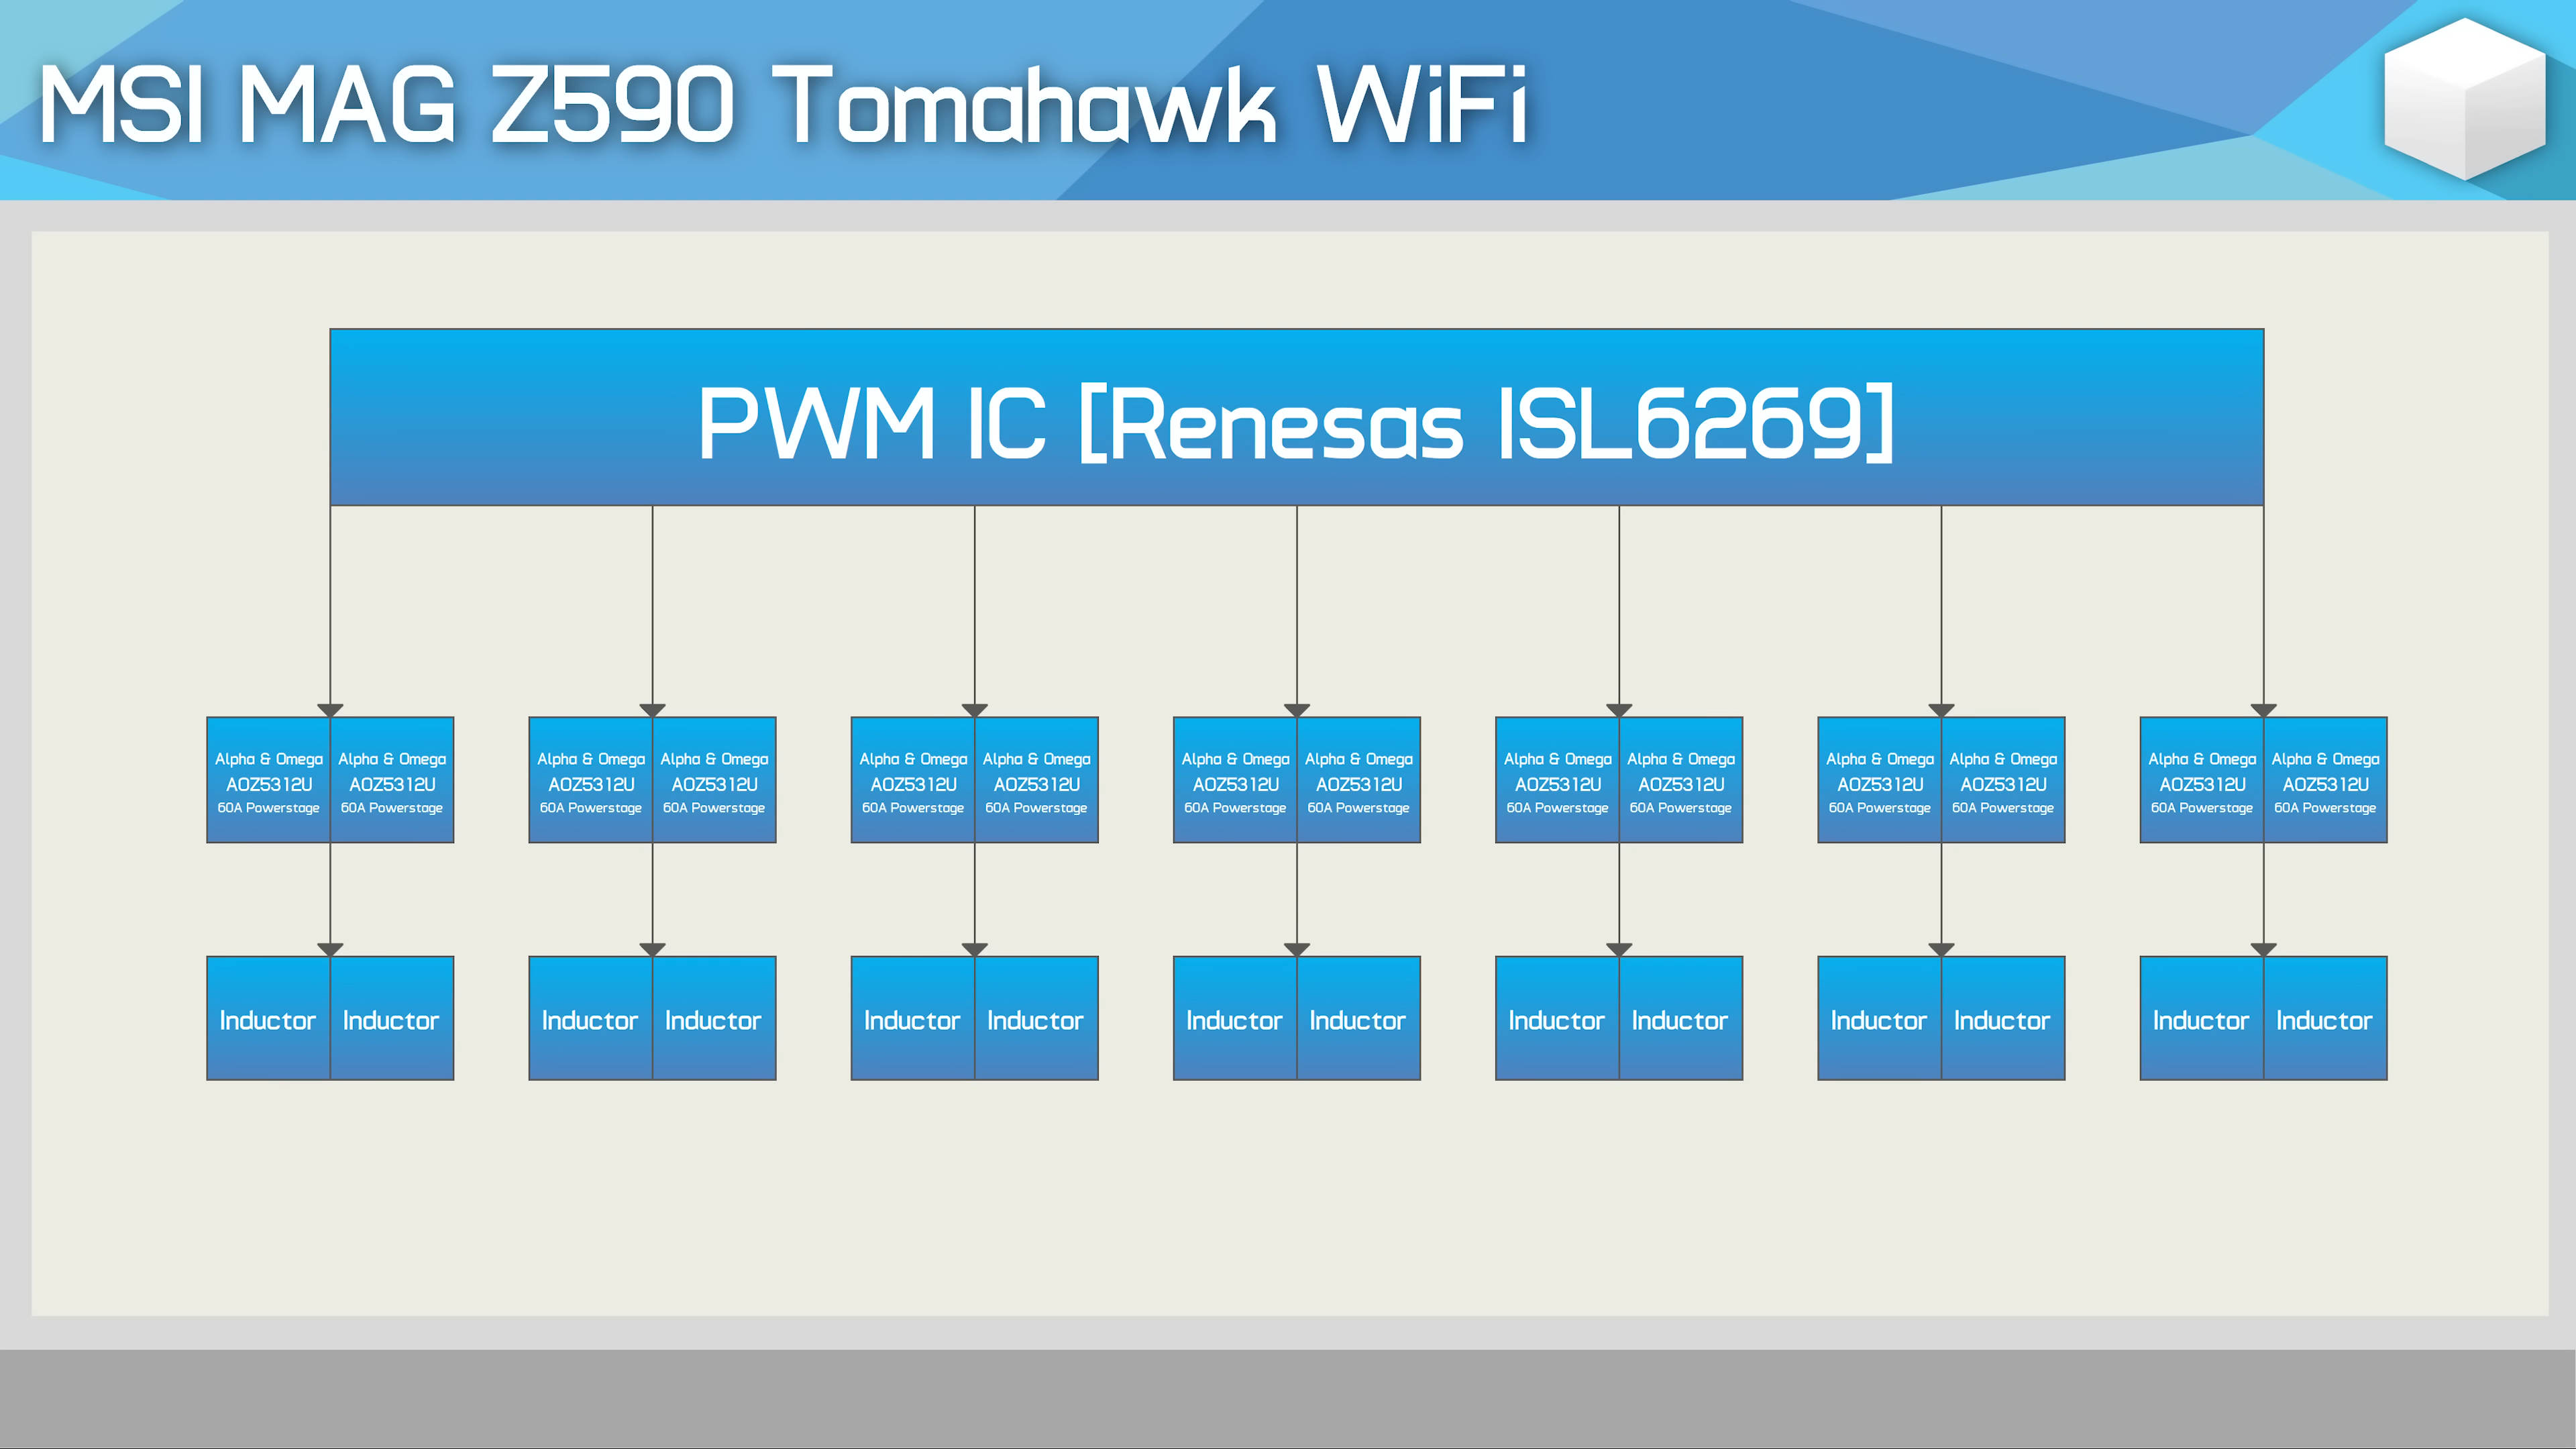 MSI MAG Z590 Tomahawk WiFi
PWM IC [Renesas ISL6269]
Alpha & Omega Alpha & Omega Alpha & Omega Alpha & Omega Alpha & Omega Alpha & Omega Alpha & Omega Alpha & Omega Alpha & Omega Alpha & Omega Alpha & Omega Alpha & Omega Alpha & Omega Alpha & Omega
AOZ5312U AOZ5312U AOZ5312U AOZ5312U AOZ5312U AOZ5312U AOZ5312U AOZ5312U AOZ5312U AOZ5312U AOZ5312U AOZ5312U AOZ5312U AOZ5312U
60A Powerstage 60A Powerstage 60A Powerstage 60A Powerstage 60A Powerstage 60A Powerstage 60A Powerstage 60A Powerstage 60A Powerstage 60A Powerstage 60A Powerstage 60A Powerstage 60A Powerstage 60A Powerstage
Inductor Inductor Inductor Inductor Inductor Inductor Inductor Inductor Inductor Inductor Inductor Inductor Inductor Inductor